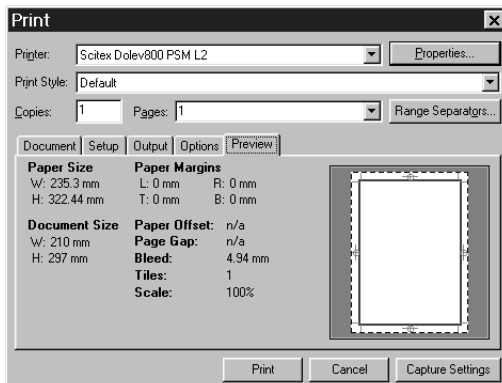 Print
Printer: Scitex Dolev800 PSM L2 Properties...
Print Style: Default
Copies: 1 Pages: 1 Range Separators...
Document Setup Output Options Preview
Paper Size Paper Margins
W: 235.3 mm L: 0 mm R: 0 mm
H: 322.44 mm T: 0 mm B: 0 mm
Document Size Paper Offset: n/a
W: 210 mm Page Gap: n/a
H: 297 mm Bleed: 4.94 mm
Tiles: 1
Scale: 100%
Print Cancel Capture Settings